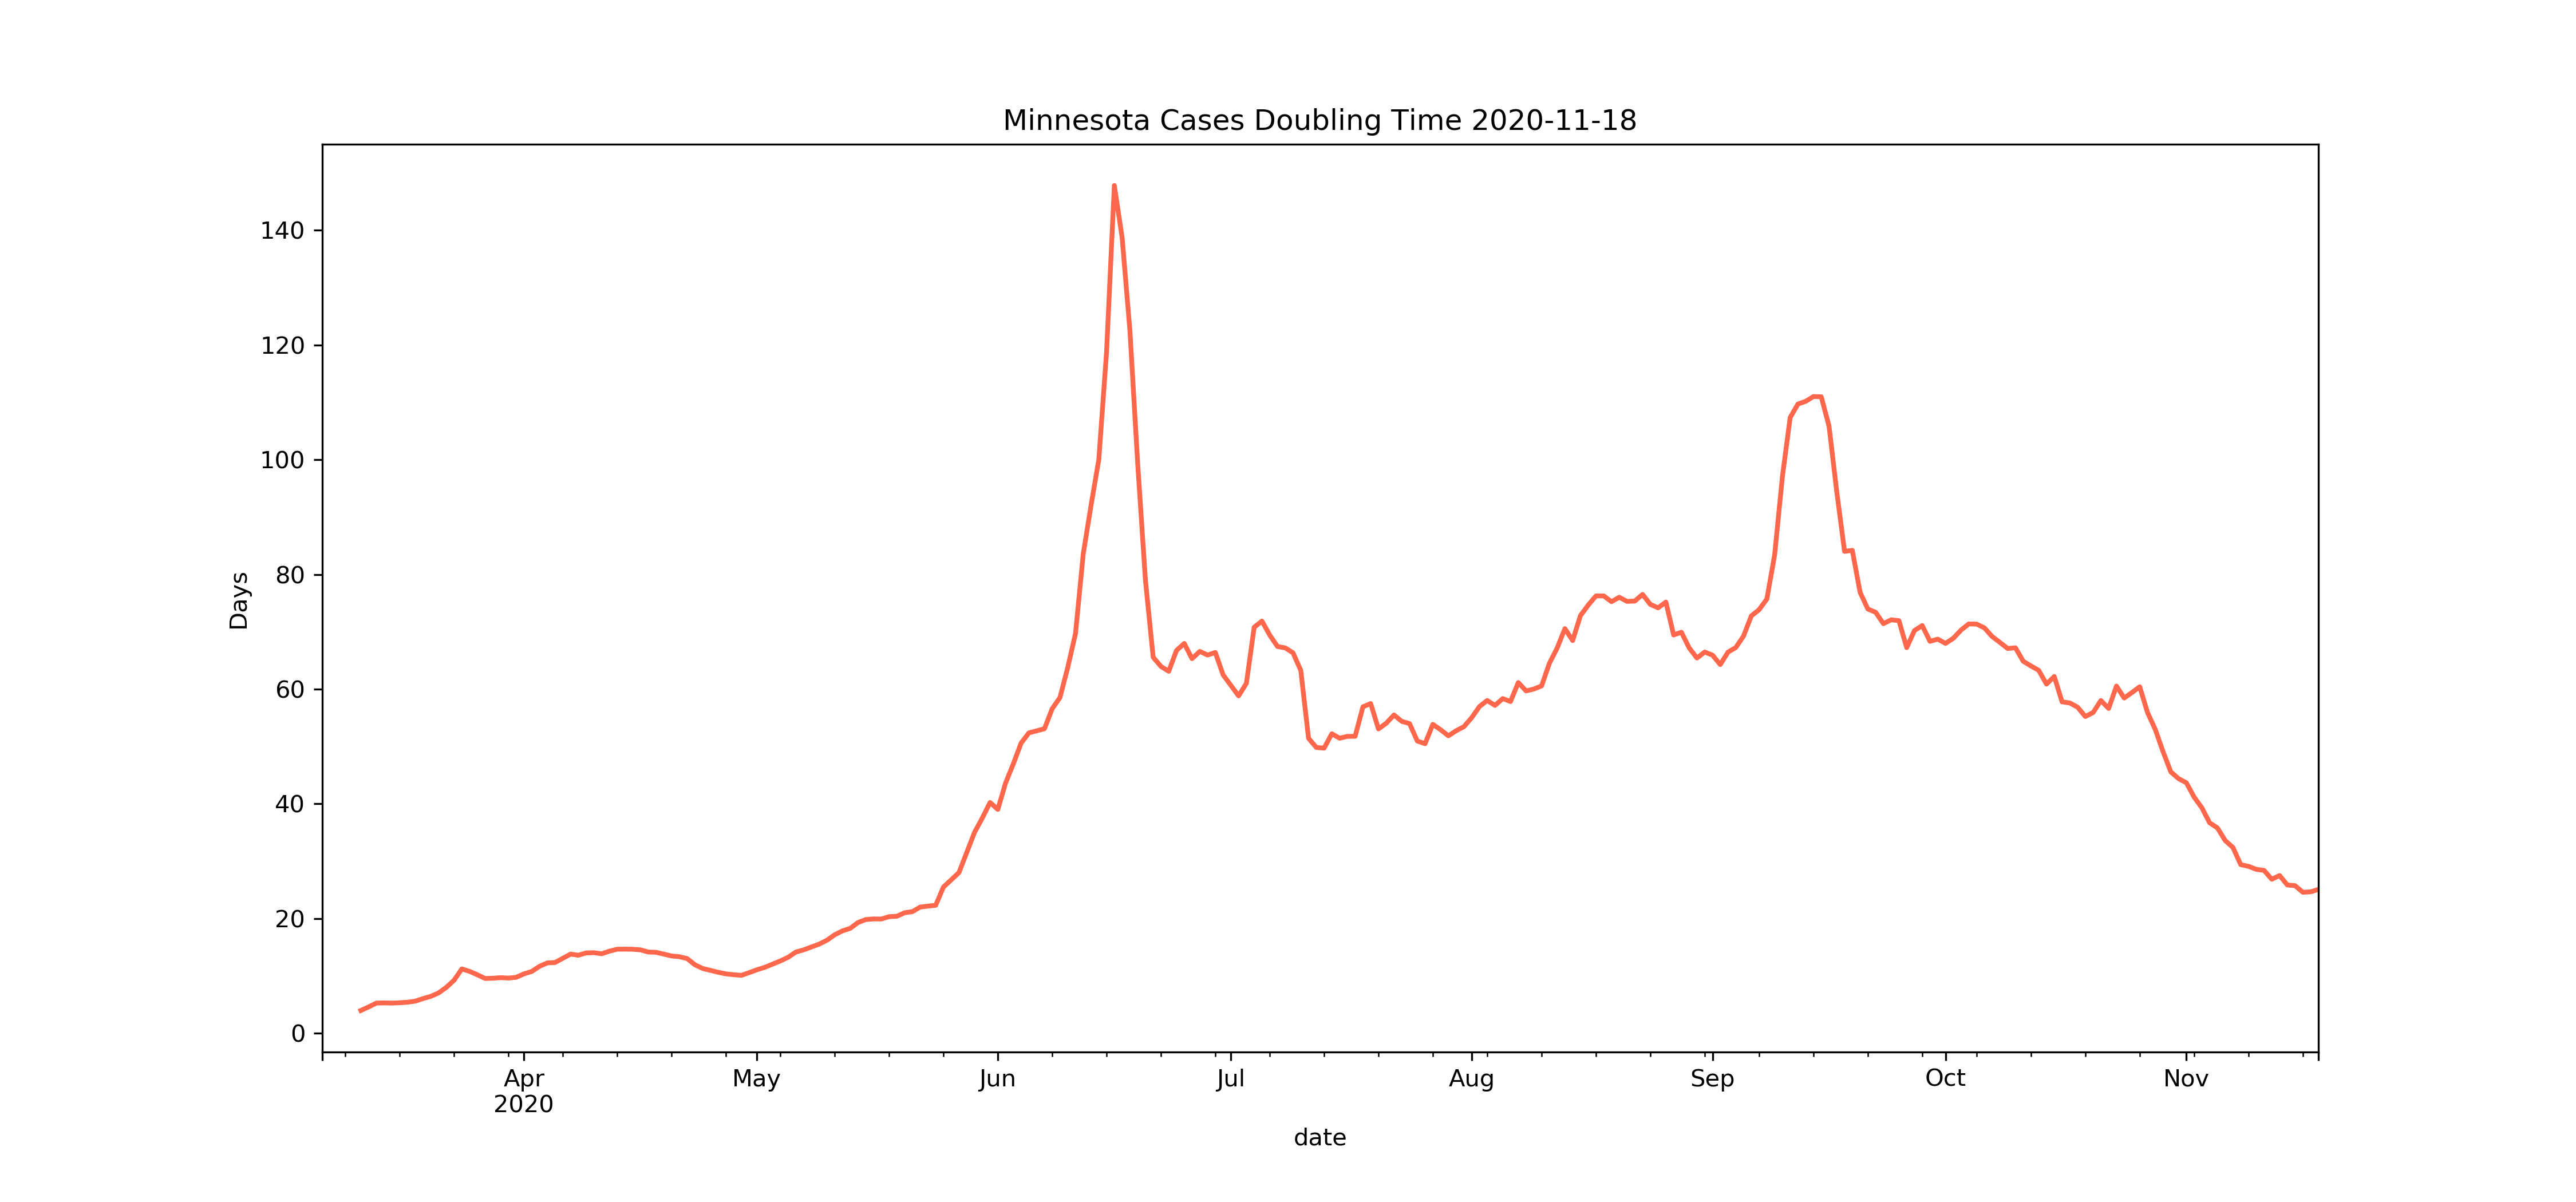 Minnesota Cases Doubling Time 2020-11-18
Days
140
120
100
80
60
40
20
0
Apr May Jun Jul Aug Sep Oct Nov
2020
date